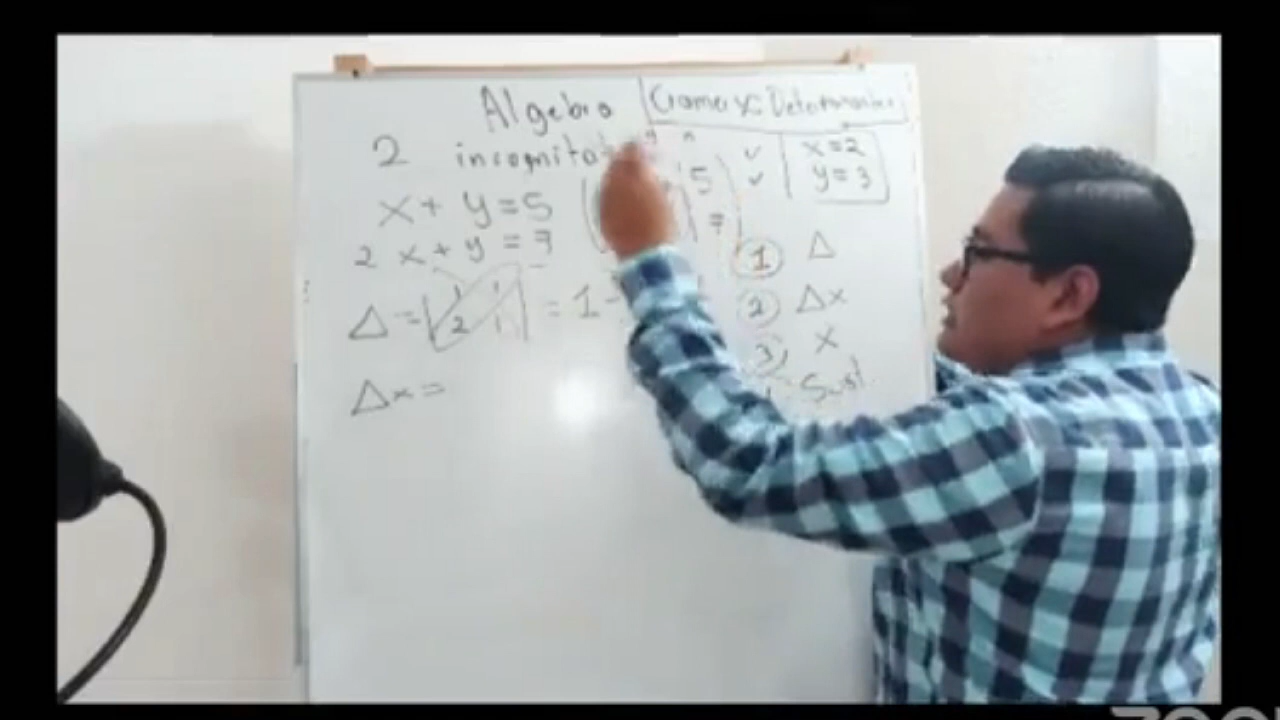 Algebra
Cramer x Determinantes
2 incognitas
x=2
y=3
x + y = 5
2 x + y = 7
5
7
1 Δ
Δ = | 1 1
2 1 | = 1 -
2 Δx
3 x
Sust.
Δx =